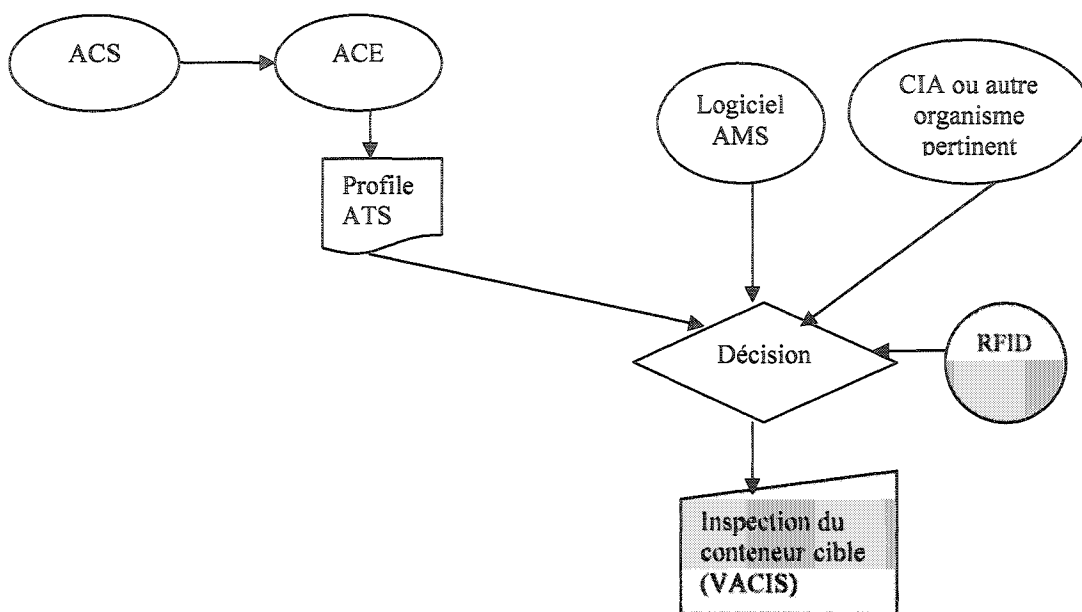 ACS
ACE
Logiciel
AMS
CIA ou autre
organisme
pertinent
Profile
ATS
Décision
RFID
Inspection du
conteneur cible
(VACIS)